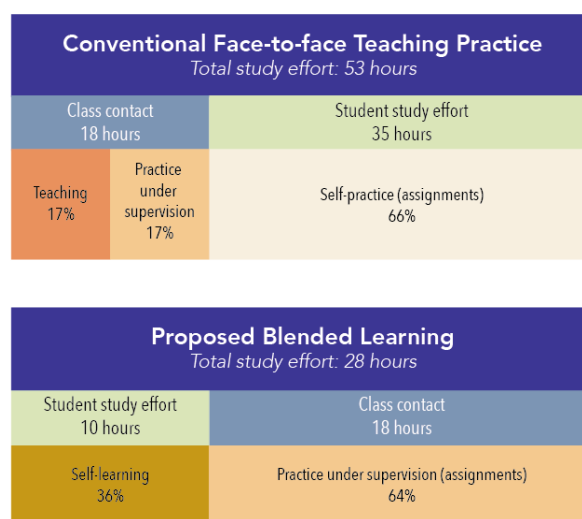 Conventional Face-to-face Teaching Practice
Total study effort: 53 hours
Class contact
18 hours
Student study effort
35 hours
Teaching
17%
Practice
under
supervision
17%
Self-practice (assignments)
66%
Proposed Blended Learning
Total study effort: 28 hours
Student study effort
10 hours
Class contact
18 hours
Self-learning
36%
Practice under supervision (assignments)
64%